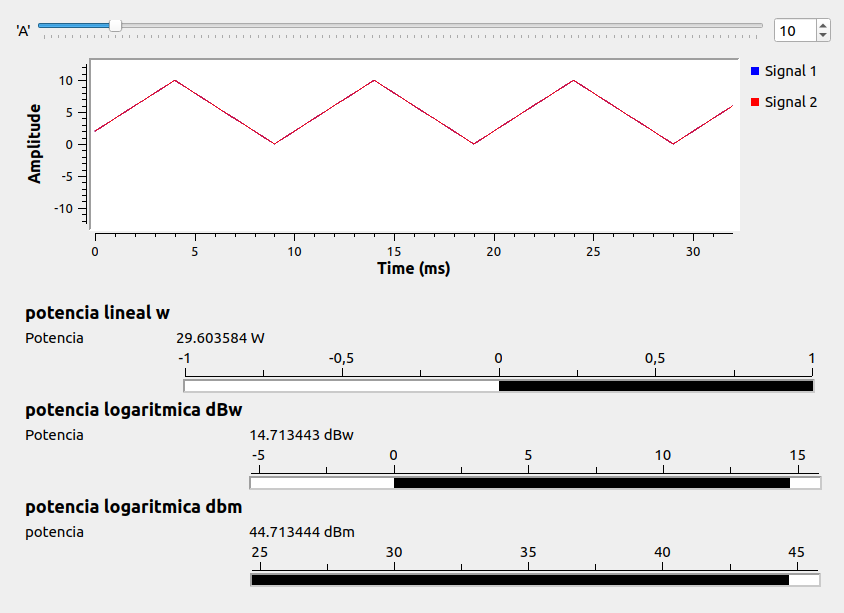 'A' 10
Signal 1
Signal 2
Amplitude
10
5
0
-5
-10
0 5 10 15 20 25 30
Time (ms)
potencia lineal w
Potencia 29.603584 W
-1 -0,5 0 0,5 1
potencia logaritmica dBw
Potencia 14.713443 dBw
-5 0 5 10 15
potencia logaritmica dbm
potencia 44.713444 dBm
25 30 35 40 45